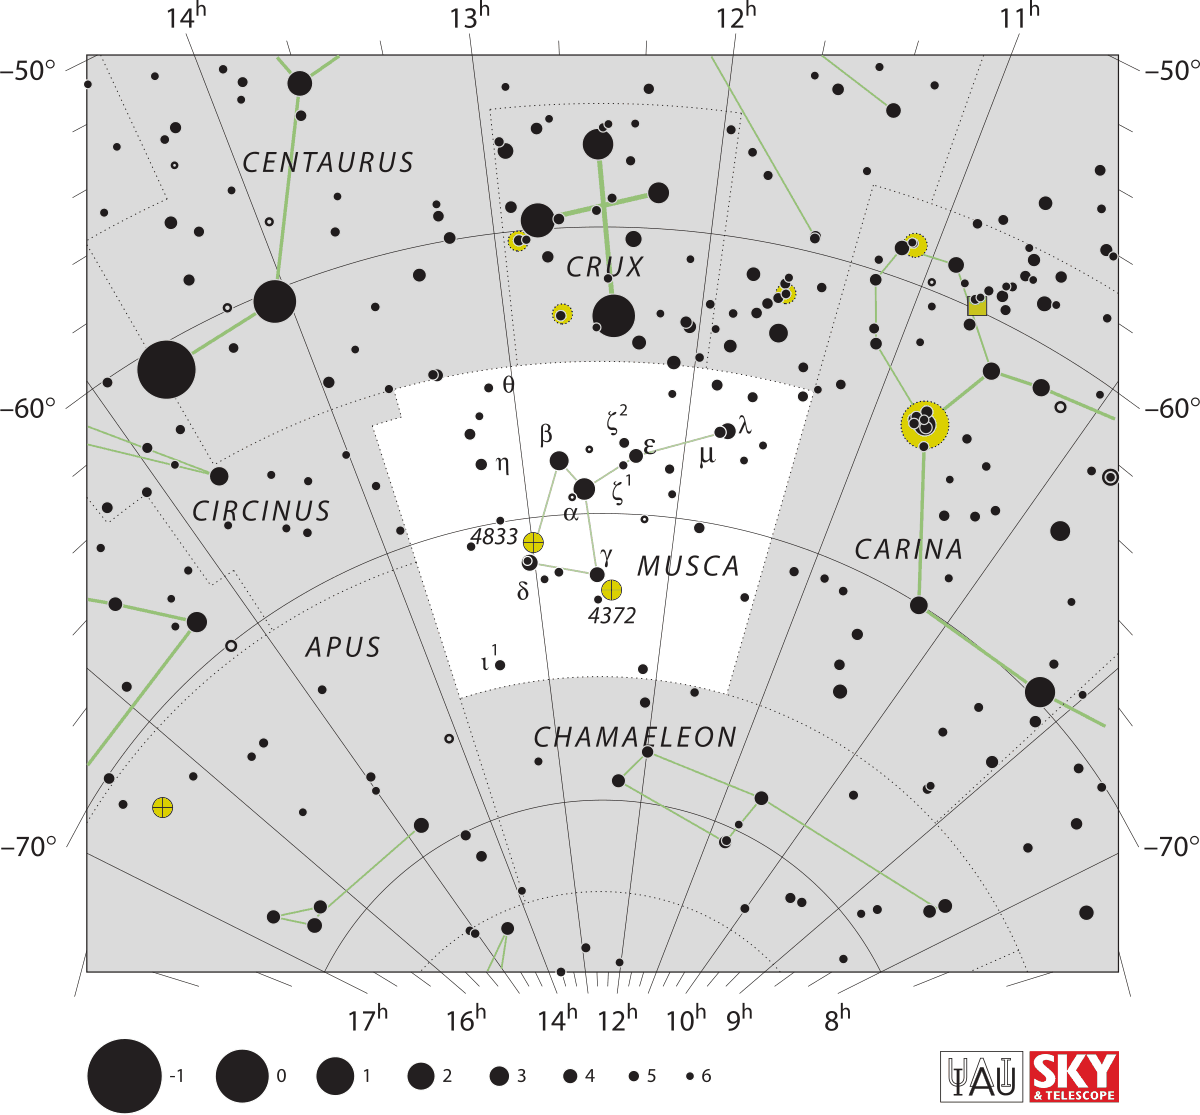 14h 13h 12h 11h
–50° –50°
CENTAURUS
CRUX
θ
–60° –60°
ζ2
β ε λ
η μ
ζ1
α
CIRCINUS
4833
CARINA
γ MUSCA
δ
4372
APUS
ι1
CHAMAELEON
–70° –70°
17h 16h 14h 12h 10h 9h 8h
-1 0 1 2 3 4 5 6
IAU
SKY
& TELESCOPE